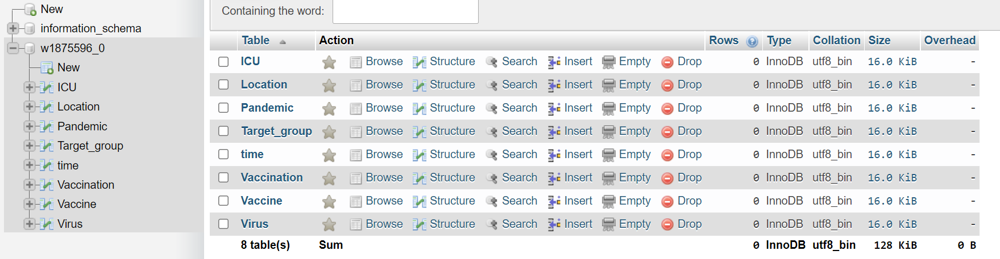 New
information_schema
w1875596_0
New
ICU
Location
Pandemic
Target_group
time
Vaccination
Vaccine
Virus
Containing the word:
Table Action Rows Type Collation Size Overhead
ICU Browse Structure Search Insert Empty Drop 0 InnoDB utf8_bin 16.0 KiB -
Location Browse Structure Search Insert Empty Drop 0 InnoDB utf8_bin 16.0 KiB -
Pandemic Browse Structure Search Insert Empty Drop 0 InnoDB utf8_bin 16.0 KiB -
Target_group Browse Structure Search Insert Empty Drop 0 InnoDB utf8_bin 16.0 KiB -
time Browse Structure Search Insert Empty Drop 0 InnoDB utf8_bin 16.0 KiB -
Vaccination Browse Structure Search Insert Empty Drop 0 InnoDB utf8_bin 16.0 KiB -
Vaccine Browse Structure Search Insert Empty Drop 0 InnoDB utf8_bin 16.0 KiB -
Virus Browse Structure Search Insert Empty Drop 0 InnoDB utf8_bin 16.0 KiB -
8 table(s) Sum 0 InnoDB utf8_bin 128 KiB 0 B